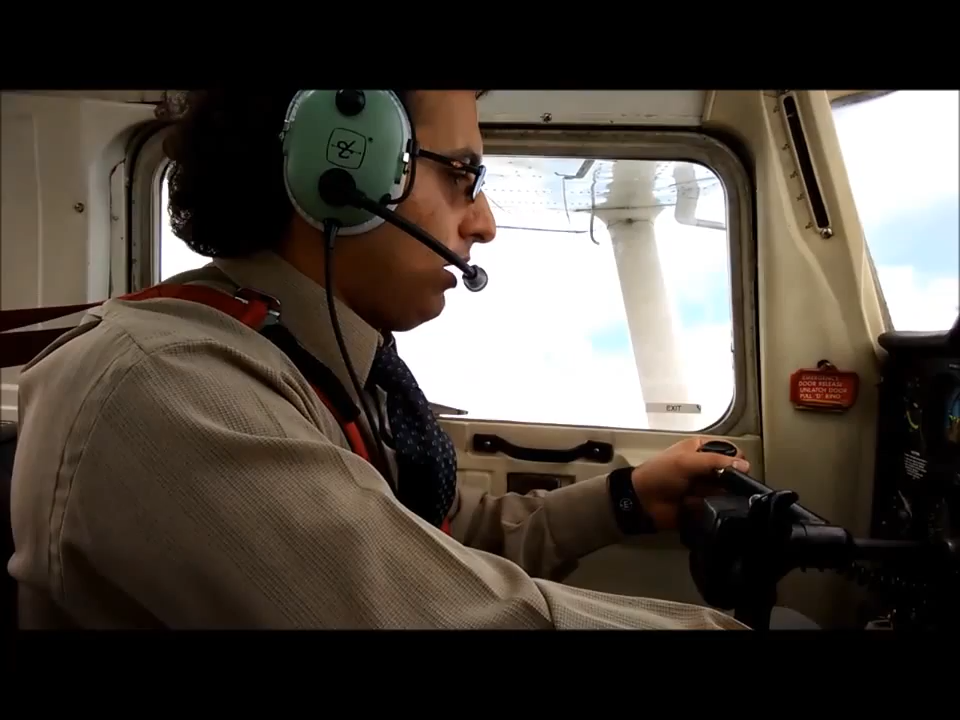 EXIT
EMERGENCY
DOOR RELEASE
UNLATCH DOOR
PULL "D" RING